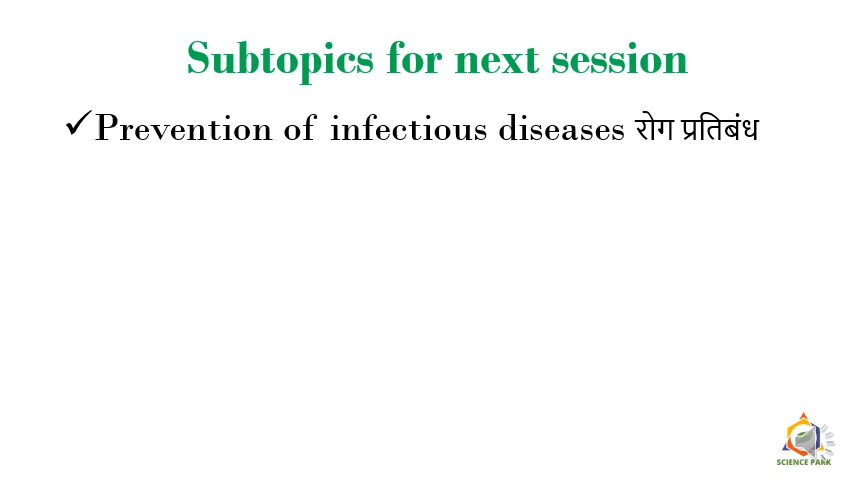 Subtopics for next session
✓Prevention of infectious diseases रोग प्रतिबंध
SCIENCE PARK